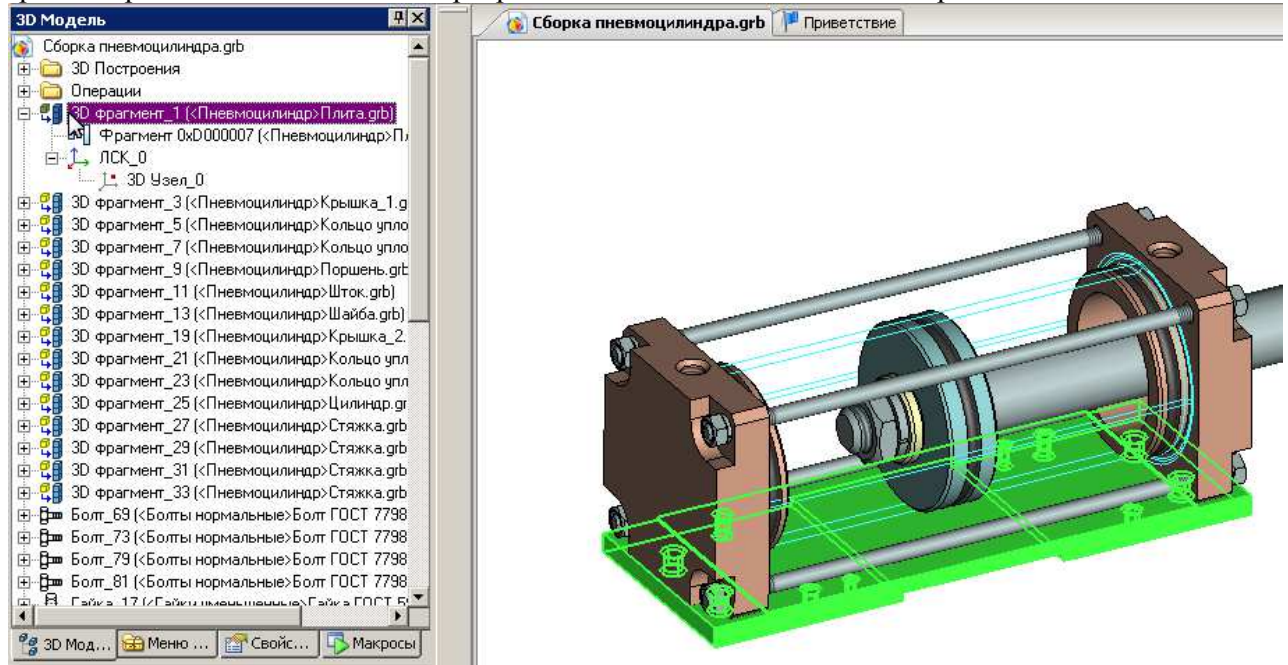 3D Модель
Сборка пневмоцилиндра.grb
3D Построения
Операции
3D фрагмент_1 (<Пневмоцилиндр>Плита.grb)
Фрагмент 0xD000007 (<Пневмоцилиндр>Пл
ЛСК_0
3D Узел_0
3D фрагмент_3 (<Пневмоцилиндр>Крышка_1.g
3D фрагмент_5 (<Пневмоцилиндр>Кольцо упло
3D фрагмент_7 (<Пневмоцилиндр>Кольцо упло
3D фрагмент_9 (<Пневмоцилиндр>Поршень.grb
3D фрагмент_11 (<Пневмоцилиндр>Шток.grb)
3D фрагмент_13 (<Пневмоцилиндр>Шайба.grb)
3D фрагмент_19 (<Пневмоцилиндр>Крышка_2.
3D фрагмент_21 (<Пневмоцилиндр>Кольцо упл
3D фрагмент_23 (<Пневмоцилиндр>Кольцо упл
3D фрагмент_25 (<Пневмоцилиндр>Цилиндр.gr
3D фрагмент_27 (<Пневмоцилиндр>Стяжка.grb
3D фрагмент_29 (<Пневмоцилиндр>Стяжка.grb
3D фрагмент_31 (<Пневмоцилиндр>Стяжка.grb
3D фрагмент_33 (<Пневмоцилиндр>Стяжка.grb
Болт_69 (<Болты нормальные>Болт ГОСТ 7798
Болт_73 (<Болты нормальные>Болт ГОСТ 7798
Болт_79 (<Болты нормальные>Болт ГОСТ 7798
Болт_81 (<Болты нормальные>Болт ГОСТ 7798
Гайка_17 (<Гайки уменьшенные>Гайка ГОСТ 5
3D Мод...
Меню ...
Свойс...
Макросы
Сборка пневмоцилиндра.grb
Приветствие